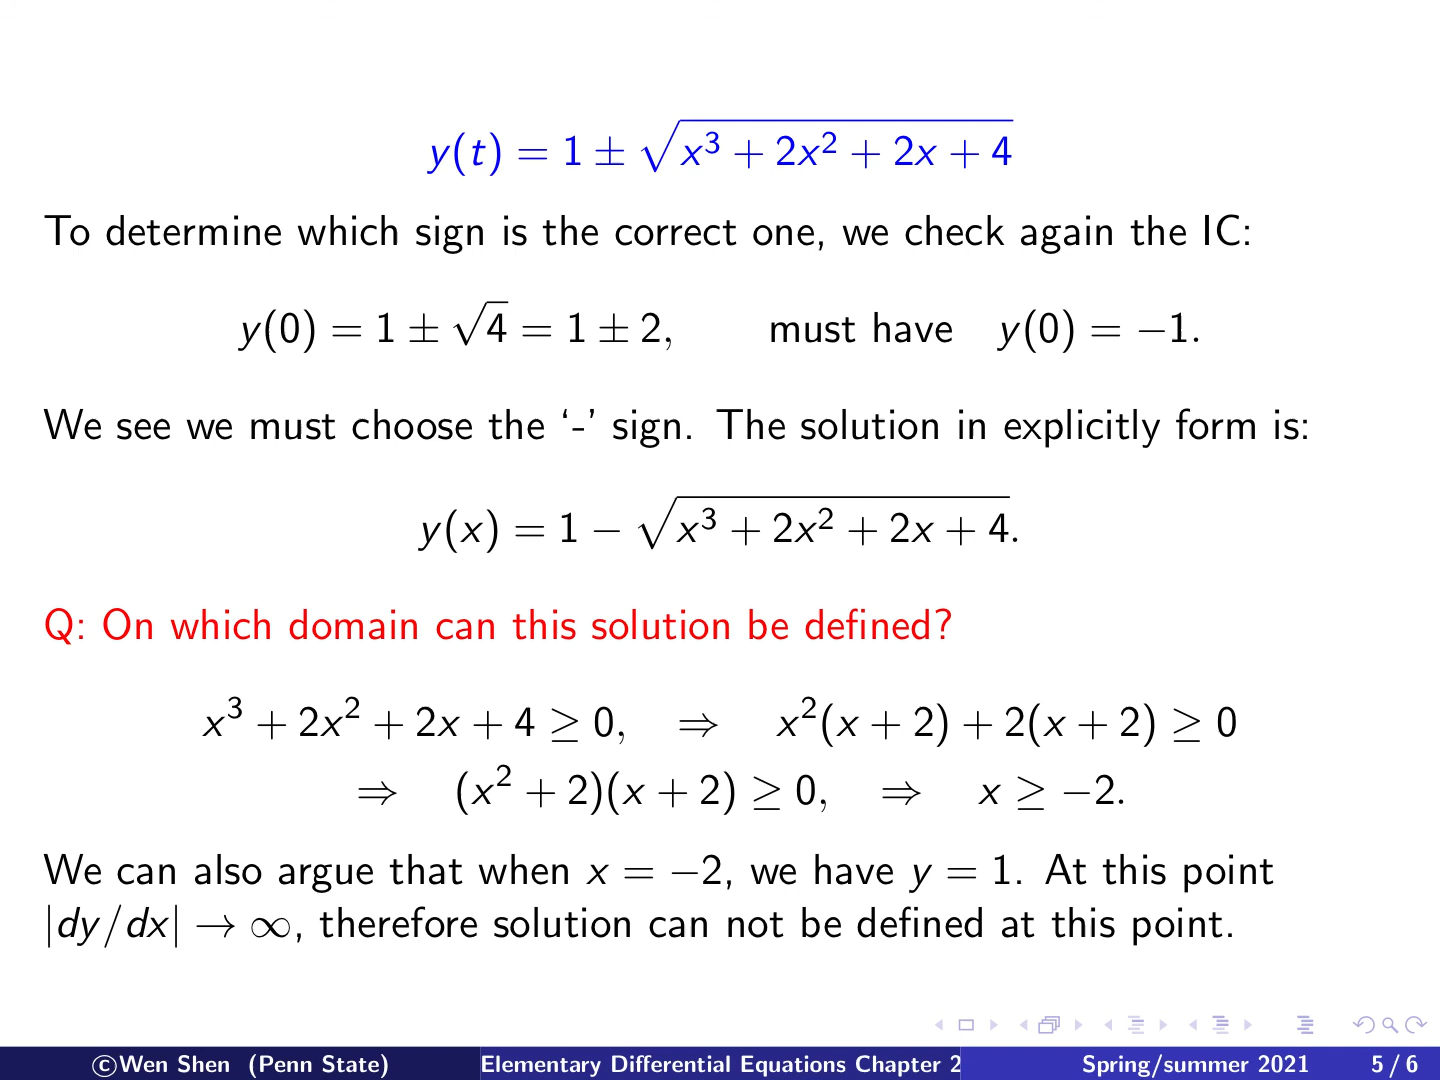 y(t) = 1 ± √(x³ + 2x² + 2x + 4)
To determine which sign is the correct one, we check again the IC:
y(0) = 1 ± √4 = 1 ± 2, must have y(0) = −1.
We see we must choose the ‘-’ sign. The solution in explicitly form is:
y(x) = 1 − √(x³ + 2x² + 2x + 4).
Q: On which domain can this solution be defined?
x³ + 2x² + 2x + 4 ≥ 0, ⇒ x²(x + 2) + 2(x + 2) ≥ 0
⇒ (x² + 2)(x + 2) ≥ 0, ⇒ x ≥ −2.
We can also argue that when x = −2, we have y = 1. At this point
|dy/dx| → ∞, therefore solution can not be defined at this point.
©Wen Shen (Penn State) Elementary Differential Equations Chapter 2 Spring/summer 2021 5 / 6